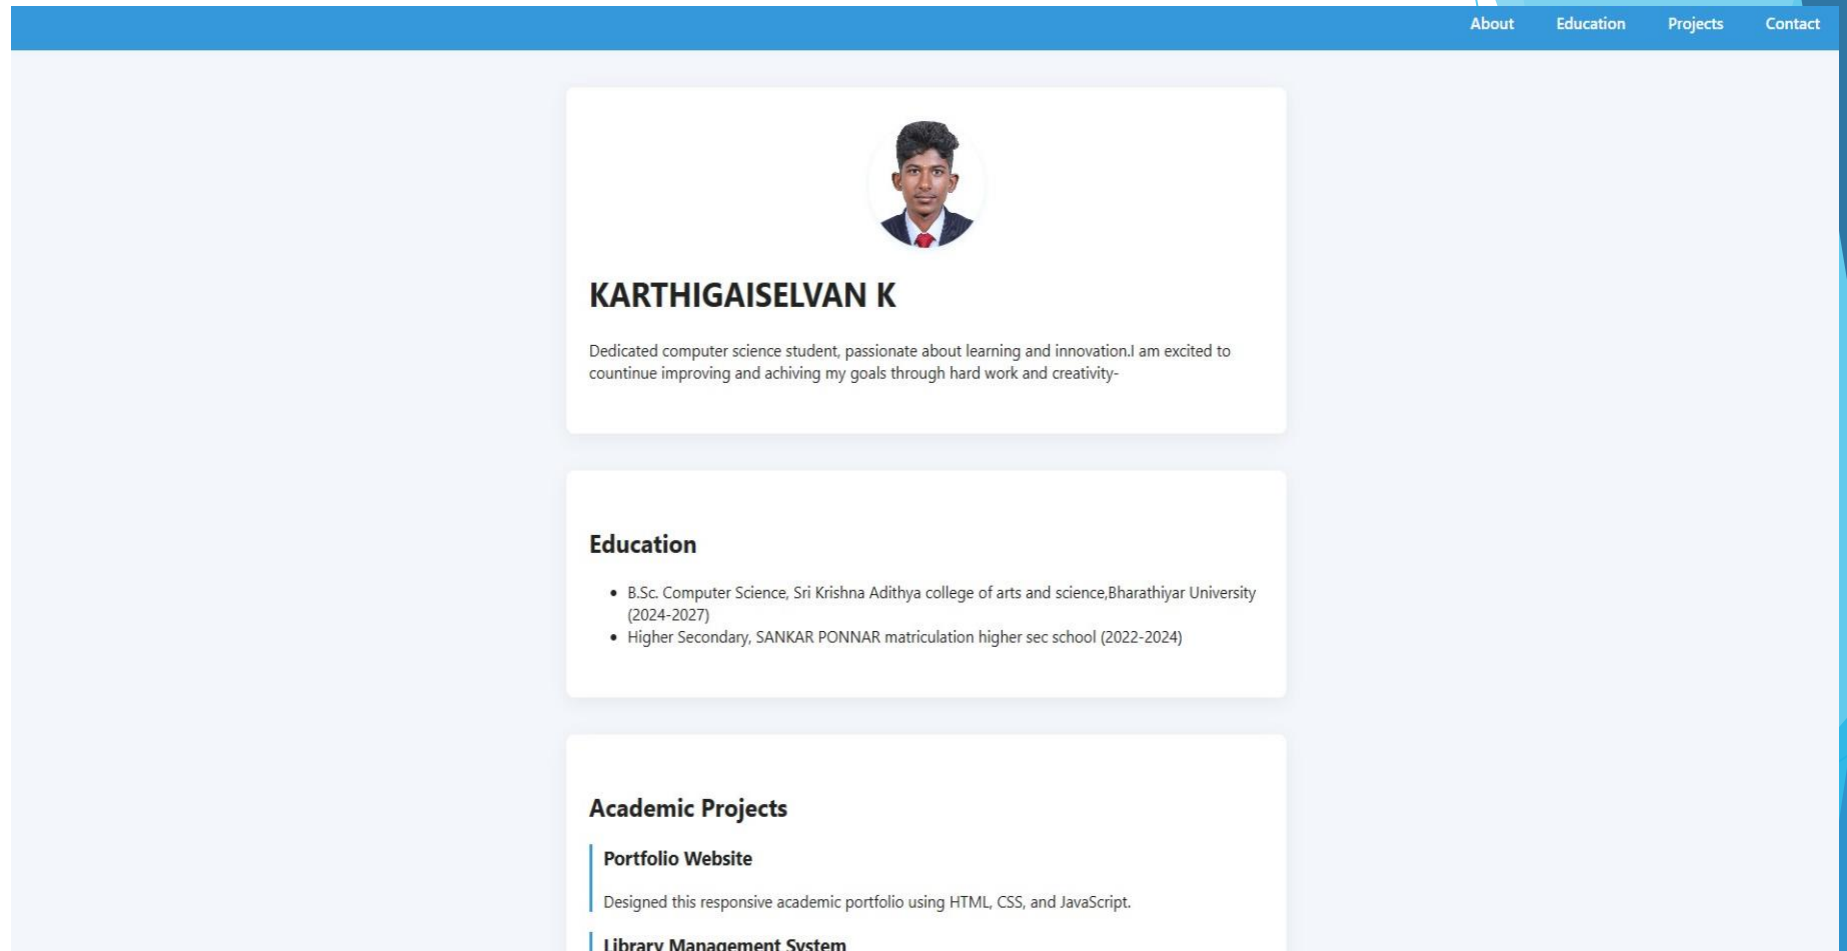 About Education Projects Contact
KARTHIGAISELVAN K
Dedicated computer science student, passionate about learning and innovation.I am excited to
countinue improving and achiving my goals through hard work and creativity-
Education
• B.Sc. Computer Science, Sri Krishna Adithya college of arts and science,Bharathiyar University
(2024-2027)
• Higher Secondary, SANKAR PONNAR matriculation higher sec school (2022-2024)
Academic Projects
Portfolio Website
Designed this responsive academic portfolio using HTML, CSS, and JavaScript.
Library Management System